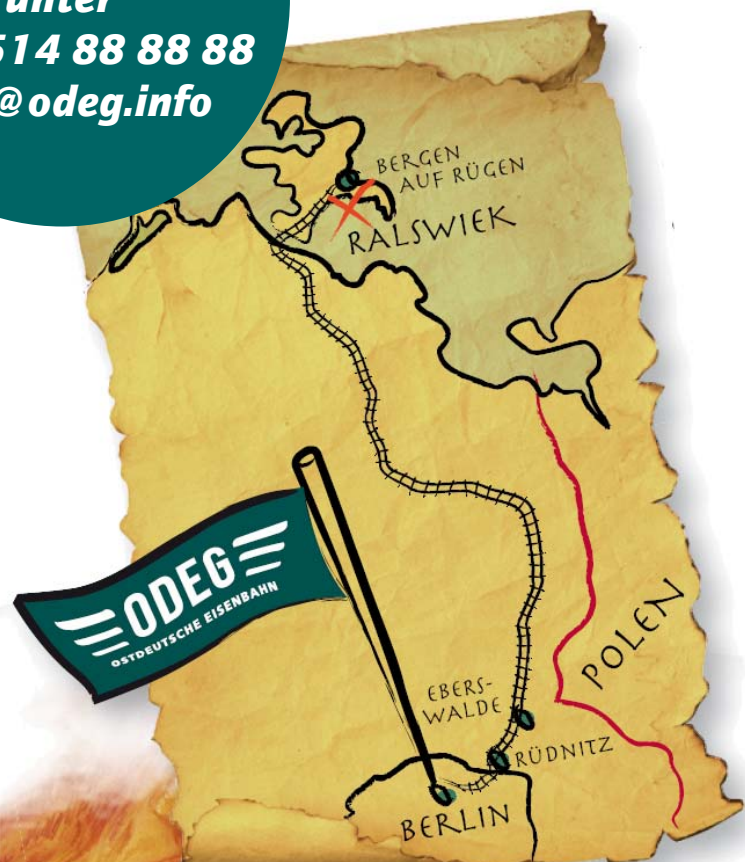 unter
514 88 88 88
@odeg.info
BERGEN
AUF RÜGEN
RALSWIEK
ODEG
OSTDEUTSCHE EISENBAHN
POLEN
EBERS-
WALDE
RÜDNITZ
BERLIN